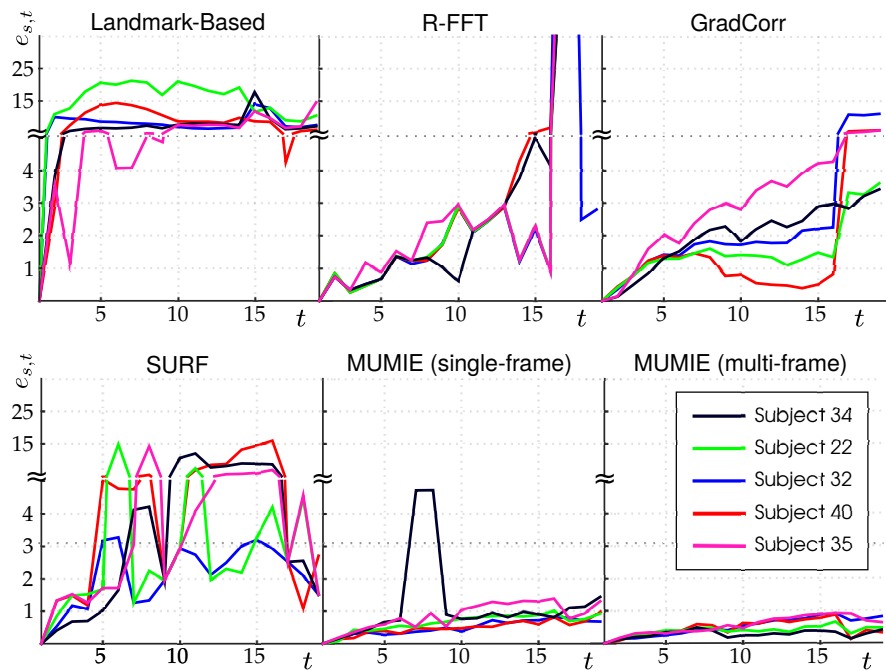 Landmark-Based R-FFT GradCorr
e_{s,t}
25
15
4
3
2
1
5 10 15 t 5 10 15 t 5 10 15 t
SURF MUMIE (single-frame) MUMIE (multi-frame)
e_{s,t}
25
15
4
3
2
1
5 10 15 t 5 10 15 t 5 10 15 t
Subject 34
Subject 22
Subject 32
Subject 40
Subject 35